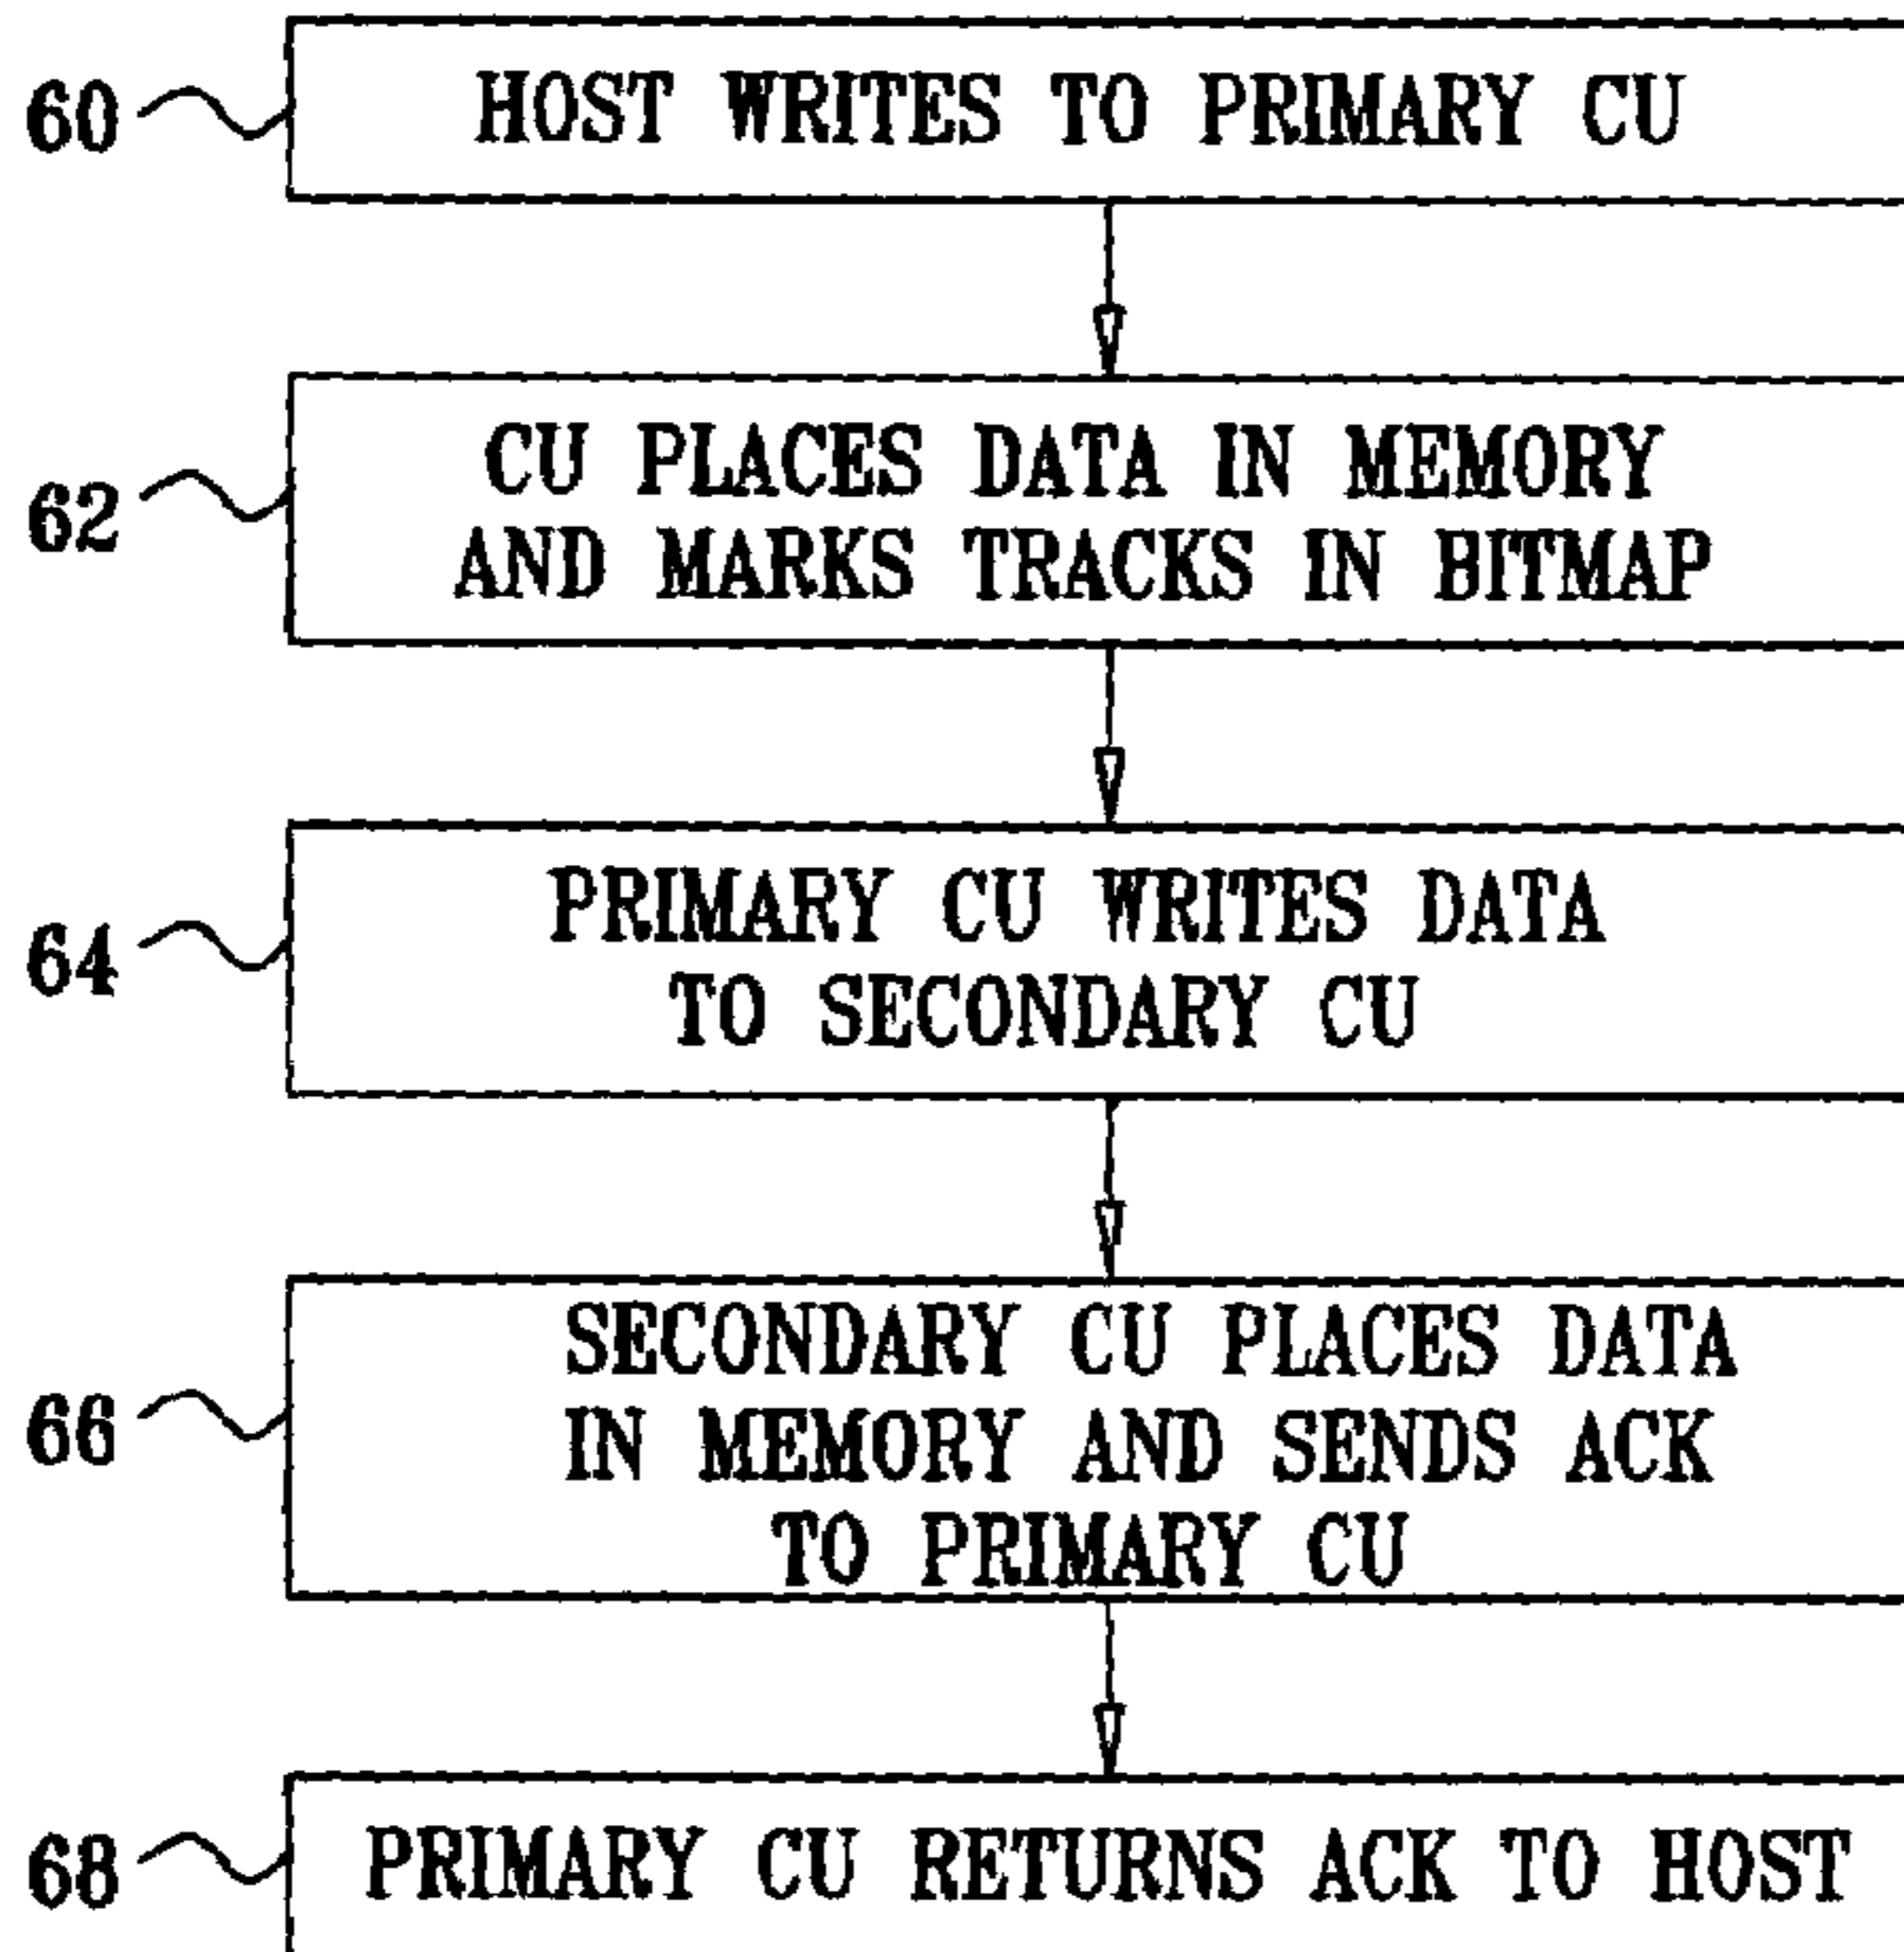 60 HOST WRITES TO PRIMARY CU
62 CU PLACES DATA IN MEMORY
AND MARKS TRACKS IN BITMAP
64 PRIMARY CU WRITES DATA
TO SECONDARY CU
66 SECONDARY CU PLACES DATA
IN MEMORY AND SENDS ACK
TO PRIMARY CU
68 PRIMARY CU RETURNS ACK TO HOST